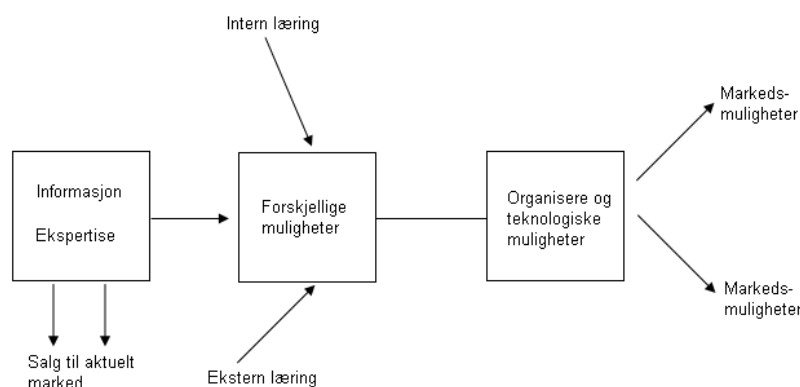 Intern læring
Markeds-
muligheter
Informasjon
Ekspertise
Forskjellige
muligheter
Organisere og
teknologiske
muligheter
Markeds-
muligheter
Salg til aktuelt
marked
Ekstern læring